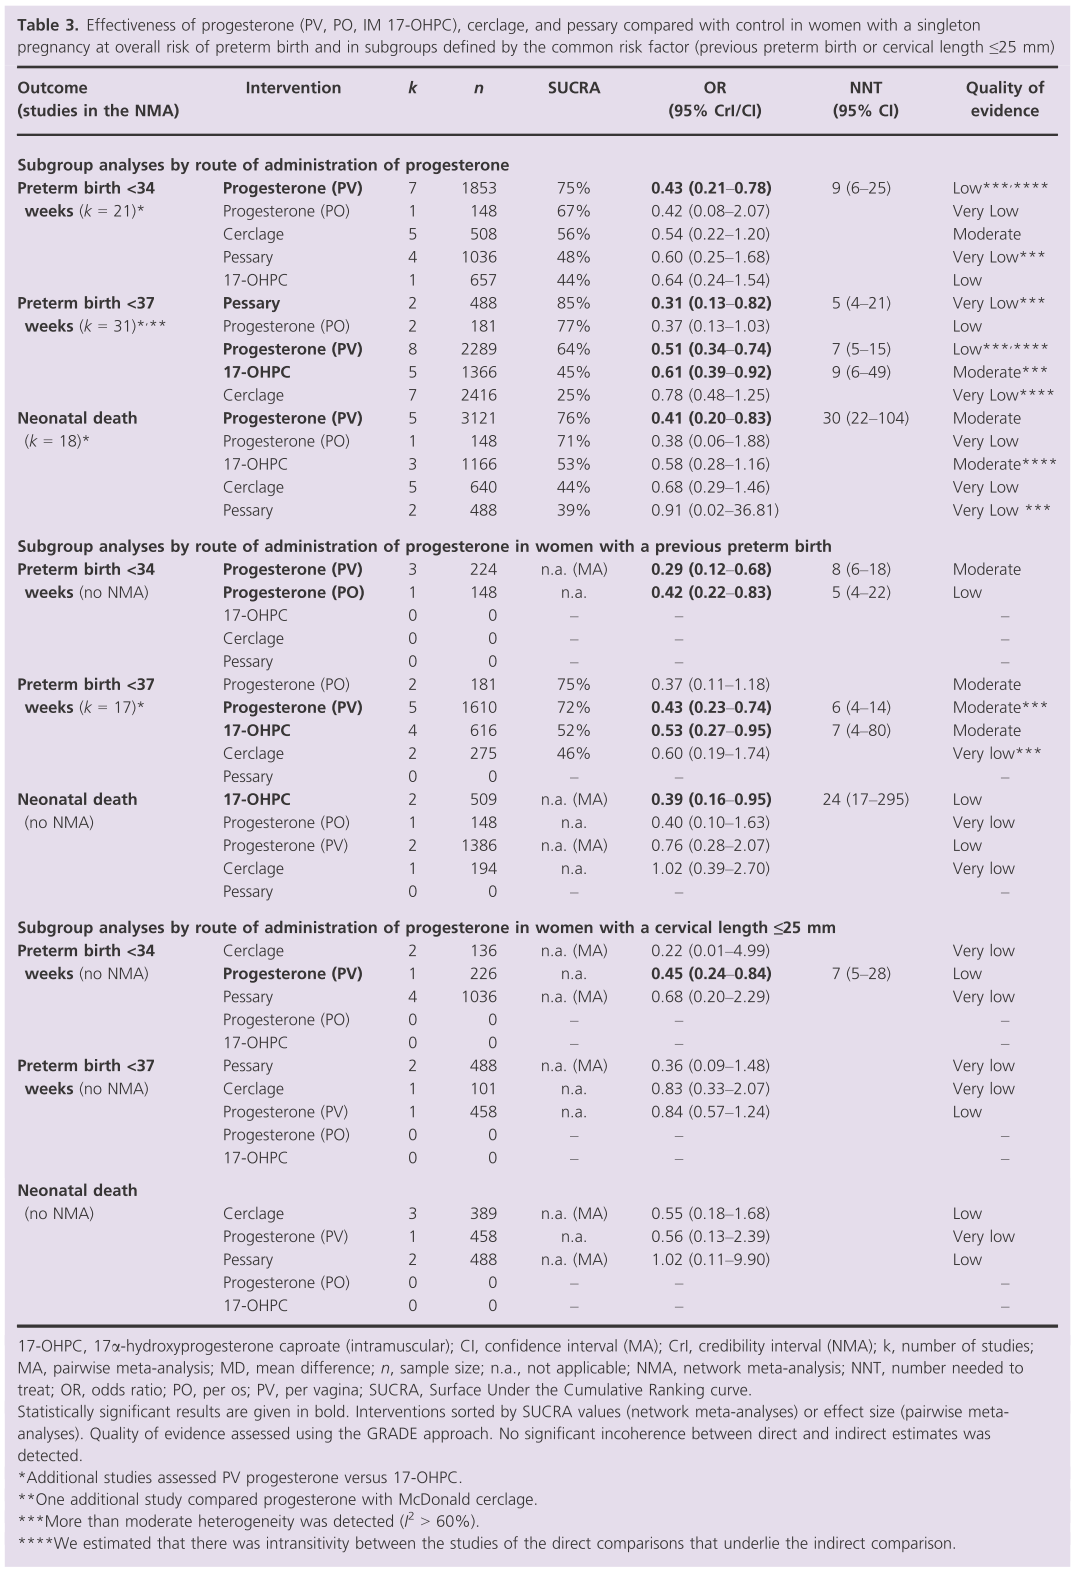 Table 3. Effectiveness of progesterone (PV, PO, IM 17-OHPC), cerclage, and pessary compared with control in women with a singleton
pregnancy at overall risk of preterm birth and in subgroups defined by the common risk factor (previous preterm birth or cervical length ≤25 mm)
Outcome Intervention k n SUCRA OR NNT Quality of
(studies in the NMA) (95% CrI/CI) (95% CI) evidence
Subgroup analyses by route of administration of progesterone
Preterm birth <34 Progesterone (PV) 7 1853 75% 0.43 (0.21–0.78) 9 (6–25) Low***,****
weeks (k = 21)* Progesterone (PO) 1 148 67% 0.42 (0.08–2.07) Very Low
Cerclage 5 508 56% 0.54 (0.22–1.20) Moderate
Pessary 4 1036 48% 0.60 (0.25–1.68) Very Low***
17-OHPC 1 657 44% 0.64 (0.24–1.54) Low
Preterm birth <37 Pessary 2 488 85% 0.31 (0.13–0.82) 5 (4–21) Very Low***
weeks (k = 31)*,** Progesterone (PO) 2 181 77% 0.37 (0.13–1.03) Low
Progesterone (PV) 8 2289 64% 0.51 (0.34–0.74) 7 (5–15) Low***,****
17-OHPC 5 1366 45% 0.61 (0.39–0.92) 9 (6–49) Moderate***
Cerclage 7 2416 25% 0.78 (0.48–1.25) Very Low****
Neonatal death Progesterone (PV) 5 3121 76% 0.41 (0.20–0.83) 30 (22–104) Moderate
(k = 18)* Progesterone (PO) 1 148 71% 0.38 (0.06–1.88) Very Low
17-OHPC 3 1166 53% 0.58 (0.28–1.16) Moderate****
Cerclage 5 640 44% 0.68 (0.29–1.46) Very Low
Pessary 2 488 39% 0.91 (0.02–36.81) Very Low ***
Subgroup analyses by route of administration of progesterone in women with a previous preterm birth
Preterm birth <34 Progesterone (PV) 3 224 n.a. (MA) 0.29 (0.12–0.68) 8 (6–18) Moderate
weeks (no NMA) Progesterone (PO) 1 148 n.a. 0.42 (0.22–0.83) 5 (4–22) Low
17-OHPC 0 0 – – –
Cerclage 0 0 – – –
Pessary 0 0 – – –
Preterm birth <37 Progesterone (PO) 2 181 75% 0.37 (0.11–1.18) Moderate
weeks (k = 17)* Progesterone (PV) 5 1610 72% 0.43 (0.23–0.74) 6 (4–14) Moderate***
17-OHPC 4 616 52% 0.53 (0.27–0.95) 7 (4–80) Moderate
Cerclage 2 275 46% 0.60 (0.19–1.74) Very low***
Pessary 0 0 – – –
Neonatal death 17-OHPC 2 509 n.a. (MA) 0.39 (0.16–0.95) 24 (17–295) Low
(no NMA) Progesterone (PO) 1 148 n.a. 0.40 (0.10–1.63) Very low
Progesterone (PV) 2 1386 n.a. (MA) 0.76 (0.28–2.07) Low
Cerclage 1 194 n.a. 1.02 (0.39–2.70) Very low
Pessary 0 0 – – –
Subgroup analyses by route of administration of progesterone in women with a cervical length ≤25 mm
Preterm birth <34 Cerclage 2 136 n.a. (MA) 0.22 (0.01–4.99) Very low
weeks (no NMA) Progesterone (PV) 1 226 n.a. 0.45 (0.24–0.84) 7 (5–28) Low
Pessary 4 1036 n.a. (MA) 0.68 (0.20–2.29) Very low
Progesterone (PO) 0 0 – – –
17-OHPC 0 0 – – –
Preterm birth <37 Pessary 2 488 n.a. (MA) 0.36 (0.09–1.48) Very low
weeks (no NMA) Cerclage 1 101 n.a. 0.83 (0.33–2.07) Very low
Progesterone (PV) 1 458 n.a. 0.84 (0.57–1.24) Low
Progesterone (PO) 0 0 – – –
17-OHPC 0 0 – – –
Neonatal death
(no NMA) Cerclage 3 389 n.a. (MA) 0.55 (0.18–1.68) Low
Progesterone (PV) 1 458 n.a. 0.56 (0.13–2.39) Very low
Pessary 2 488 n.a. (MA) 1.02 (0.11–9.90) Low
Progesterone (PO) 0 0 – – –
17-OHPC 0 0 – – –
17-OHPC, 17α-hydroxyprogesterone caproate (intramuscular); CI, confidence interval (MA); CrI, credibility interval (NMA); k, number of studies;
MA, pairwise meta-analysis; MD, mean difference; n, sample size; n.a., not applicable; NMA, network meta-analysis; NNT, number needed to
treat; OR, odds ratio; PO, per os; PV, per vagina; SUCRA, Surface Under the Cumulative Ranking curve.
Statistically significant results are given in bold. Interventions sorted by SUCRA values (network meta-analyses) or effect size (pairwise meta-
analyses). Quality of evidence assessed using the GRADE approach. No significant incoherence between direct and indirect estimates was
detected.
*Additional studies assessed PV progesterone versus 17-OHPC.
**One additional study compared progesterone with McDonald cerclage.
***More than moderate heterogeneity was detected (I² > 60%).
****We estimated that there was intransitivity between the studies of the direct comparisons that underlie the indirect comparison.